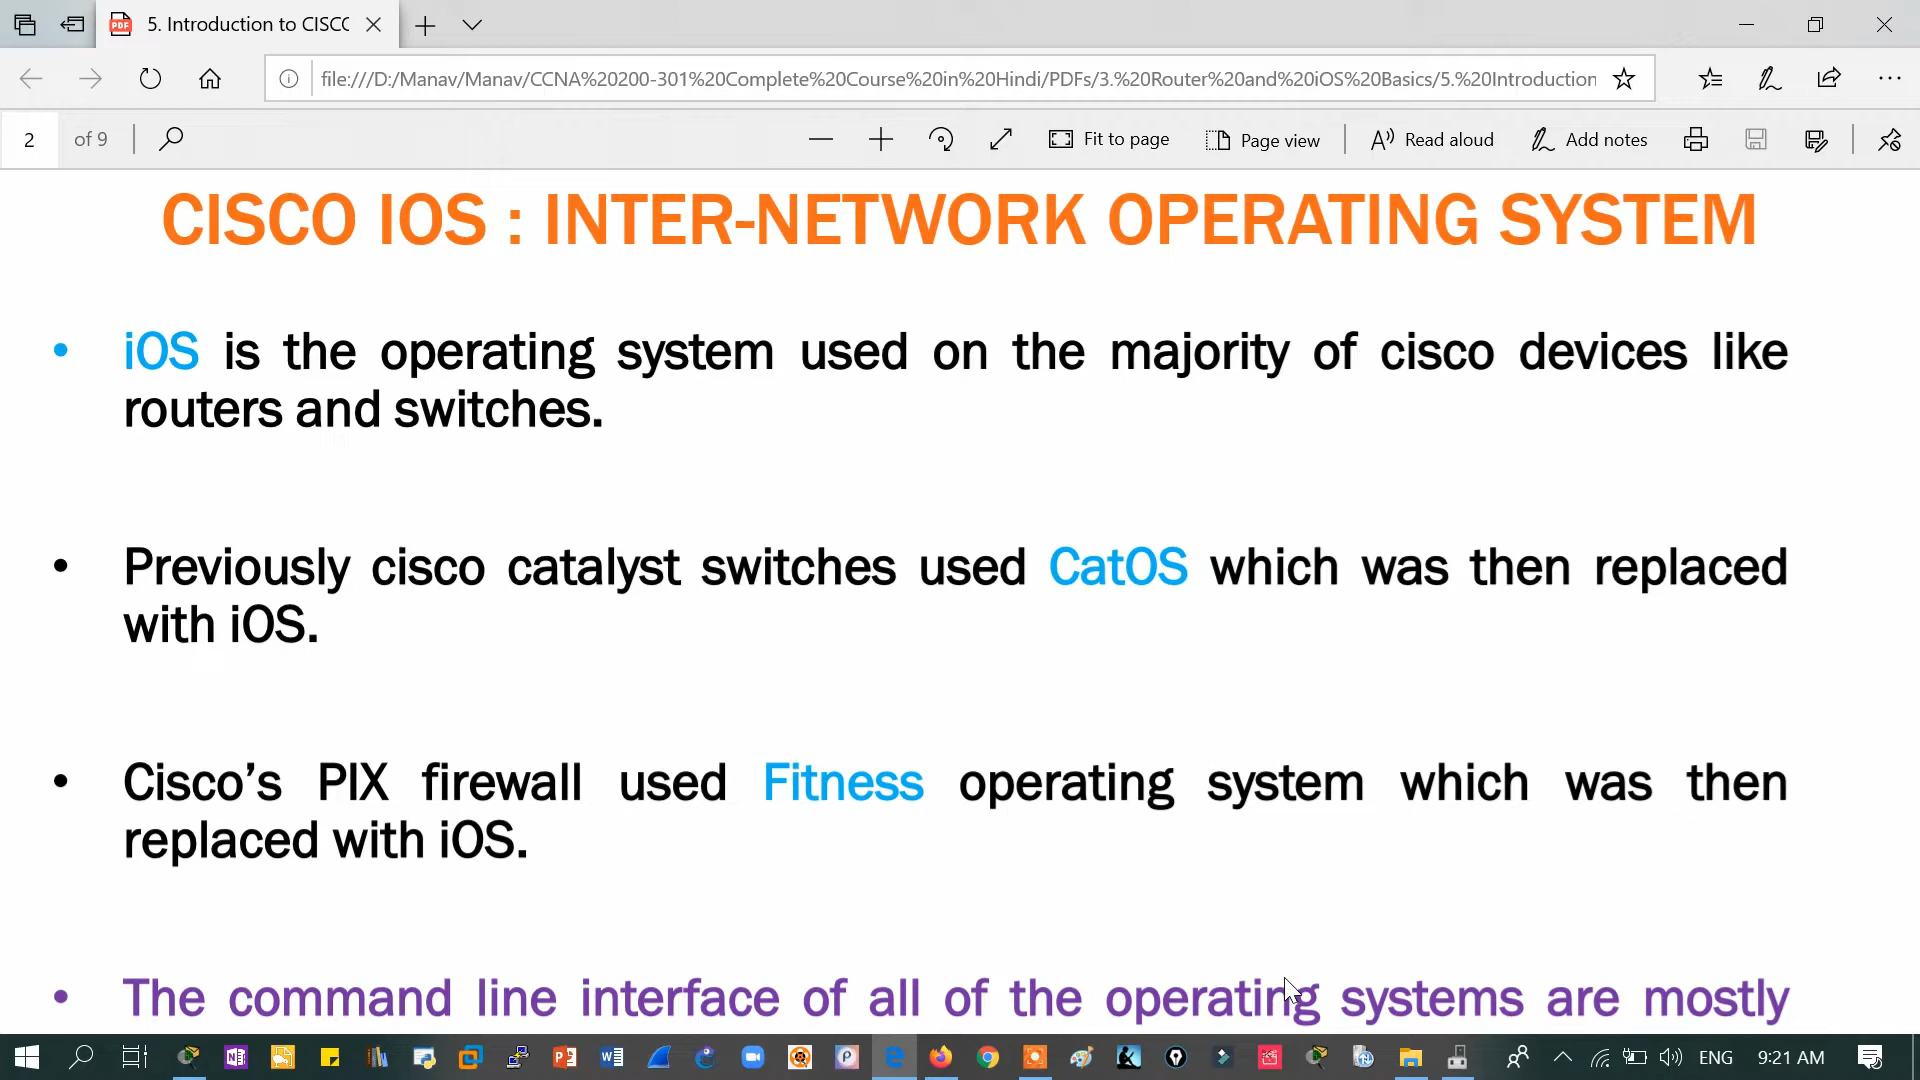 5. Introduction to CISCC
file:///D:/Manav/Manav/CCNA%20200-301%20Complete%20Course%20in%20Hindi/PDFs/3.%20Router%20and%20iOS%20Basics/5.%20Introduction
2 of 9 Fit to page Page view Read aloud Add notes
CISCO IOS : INTER-NETWORK OPERATING SYSTEM
• iOS is the operating system used on the majority of cisco devices like
routers and switches.
• Previously cisco catalyst switches used CatOS which was then replaced
with iOS.
• Cisco’s PIX firewall used Fitness operating system which was then
replaced with iOS.
• The command line interface of all of the operating systems are mostly
ENG 9:21 AM